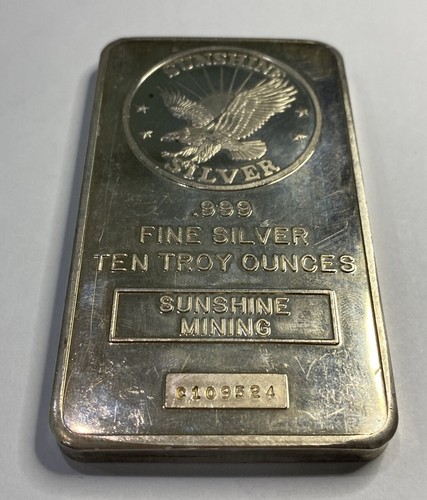 SUNSHINE
SILVER
.999
FINE SILVER
TEN TROY OUNCES
SUNSHINE
MINING